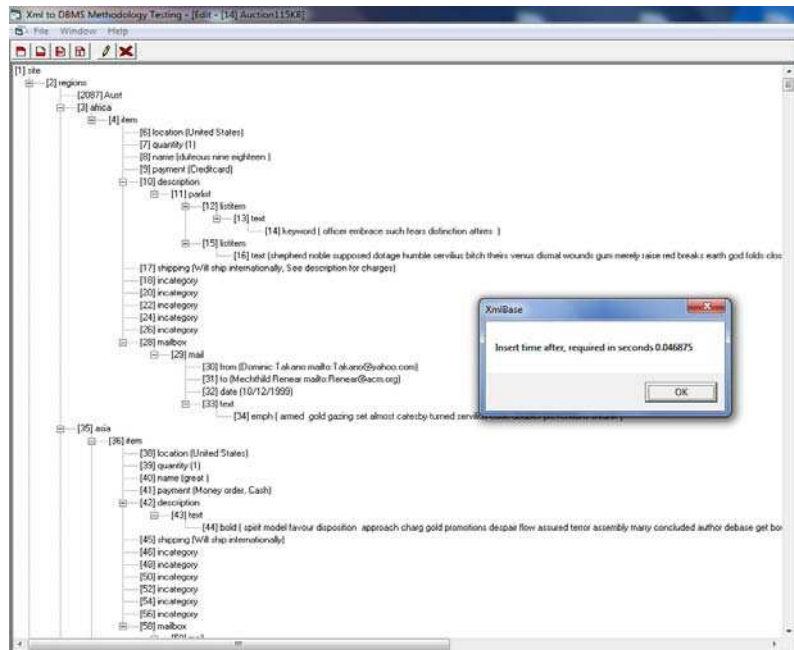 Xml to DBMS Methodology Testing - [Edit - [14] Auction115KB]
File Window Help
[1] site
[2] regions
[2087] Aust
[3] africa
[4] item
[6] location (United States)
[7] quantity (1)
[8] name (duteous nine eighteen )
[9] payment (Creditcard)
[10] description
[11] parlist
[12] listitem
[13] text
[14] keyword ( officer embrace such fears distinction attires )
[15] listitem
[16] text (shepherd noble supposed dotage humble servilius bitch theirs venus dismal wounds gum merely raise red breaks earth god folds clos
[17] shipping (Will ship internationally, See description for charges)
[18] incategory
[20] incategory
[22] incategory
[24] incategory
[26] incategory
[28] mailbox
[29] mail
[30] from (Dominic Takano mailto:Takano@yahoo.com)
[31] to (Mechthild Renear mailto:Renear@acm.org)
[32] date (10/12/1999)
[33] text
[34] emph ( armed gold gazing set almost catesby turned
XmlBase
Insert time after, required in seconds 0.046875
OK
[35] asia
[36] item
[38] location (United States)
[39] quantity (1)
[40] name (great )
[41] payment (Money order, Cash)
[42] description
[43] text
[44] bold ( spirit model favour disposition approach charg gold promotions despair flow assured terror assembly marry concluded author debase get bo
[45] shipping (Will ship internationally)
[46] incategory
[48] incategory
[50] incategory
[52] incategory
[54] incategory
[56] incategory
[58] mailbox